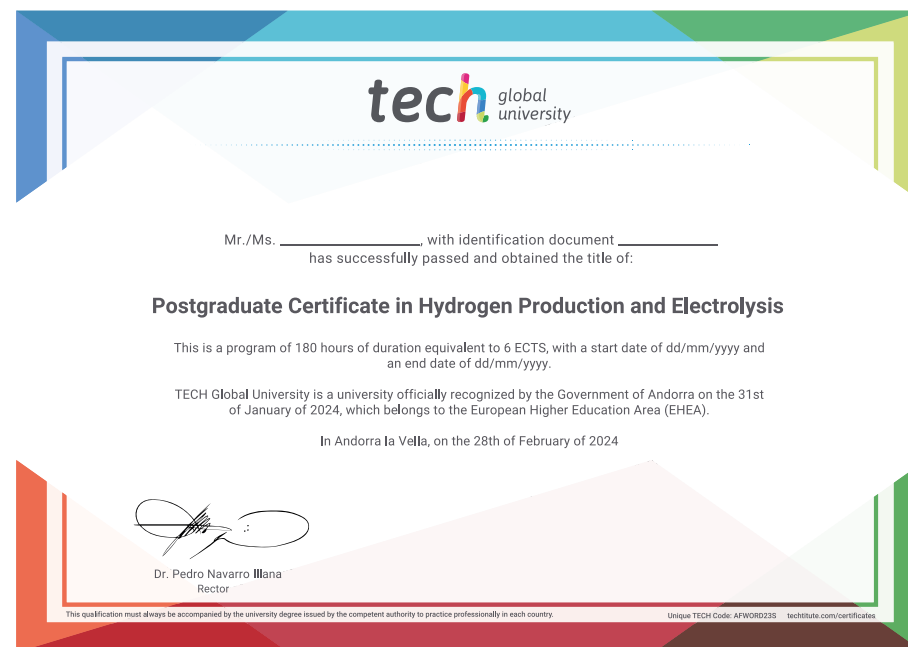 tech global university
Mr./Ms. ____________, with identification document ____________
has successfully passed and obtained the title of:
Postgraduate Certificate in Hydrogen Production and Electrolysis
This is a program of 180 hours of duration equivalent to 6 ECTS, with a start date of dd/mm/yyyy and
an end date of dd/mm/yyyy.
TECH Global University is a university officially recognized by the Government of Andorra on the 31st
of January of 2024, which belongs to the European Higher Education Area (EHEA).
In Andorra la Vella, on the 28th of February of 2024
Dr. Pedro Navarro Illana
Rector
This qualification must always be accompanied by the university degree issued by the competent authority to practice professionally in each country.
Unique TECH Code: AFWORD23S techtitute.com/certificates